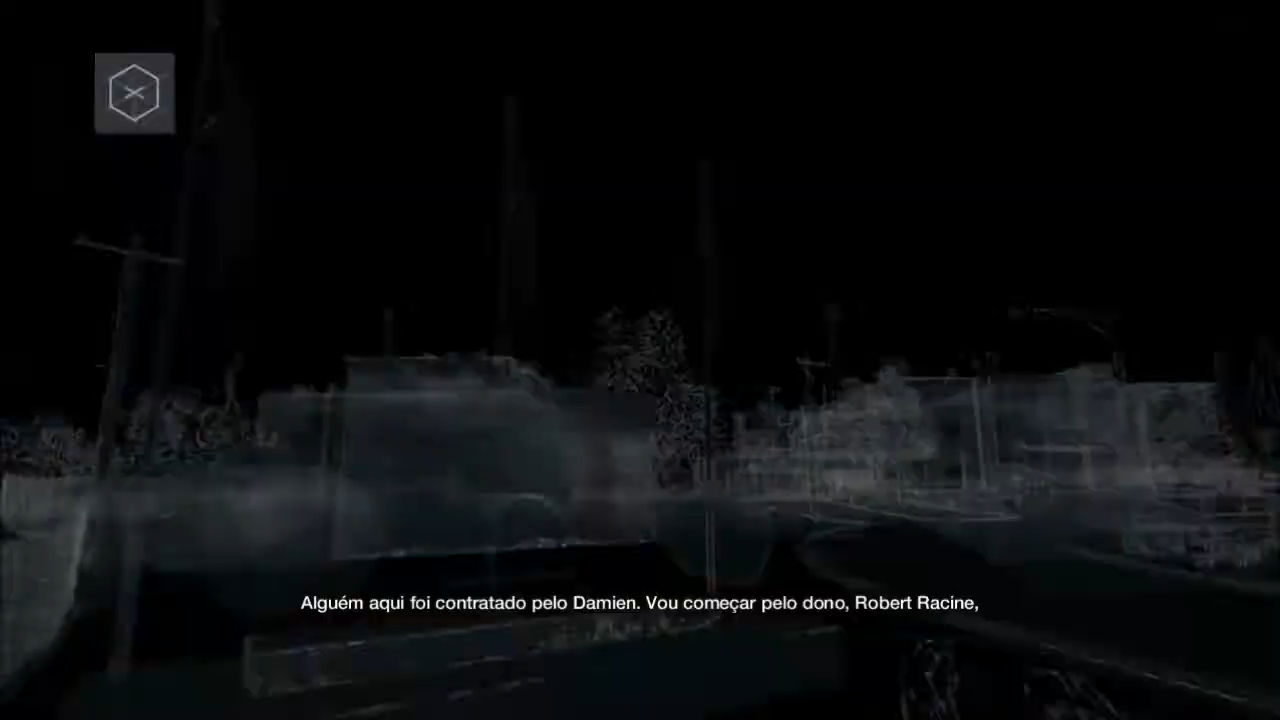 Alguém aqui foi contratado pelo Damien. Vou começar pelo dono, Robert Racine,